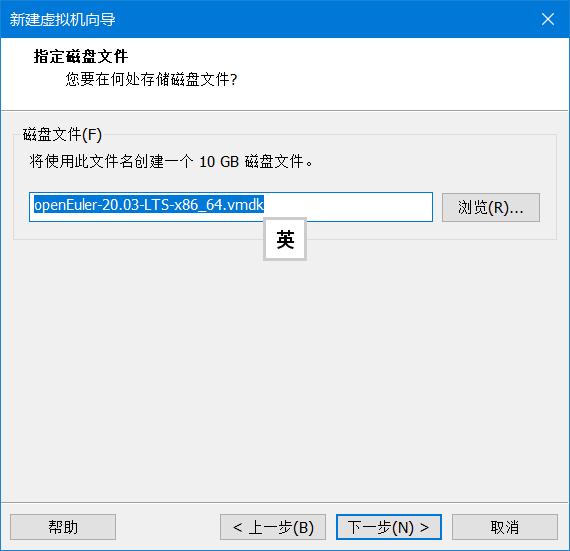 新建虚拟机向导
指定磁盘文件
您要在何处存储磁盘文件?
磁盘文件(F)
将使用此文件名创建一个 10 GB 磁盘文件。
openEuler-20.03-LTS-x86_64.vmdk
浏览(R)...
英
帮助
< 上一步(B)
下一步(N) >
取消